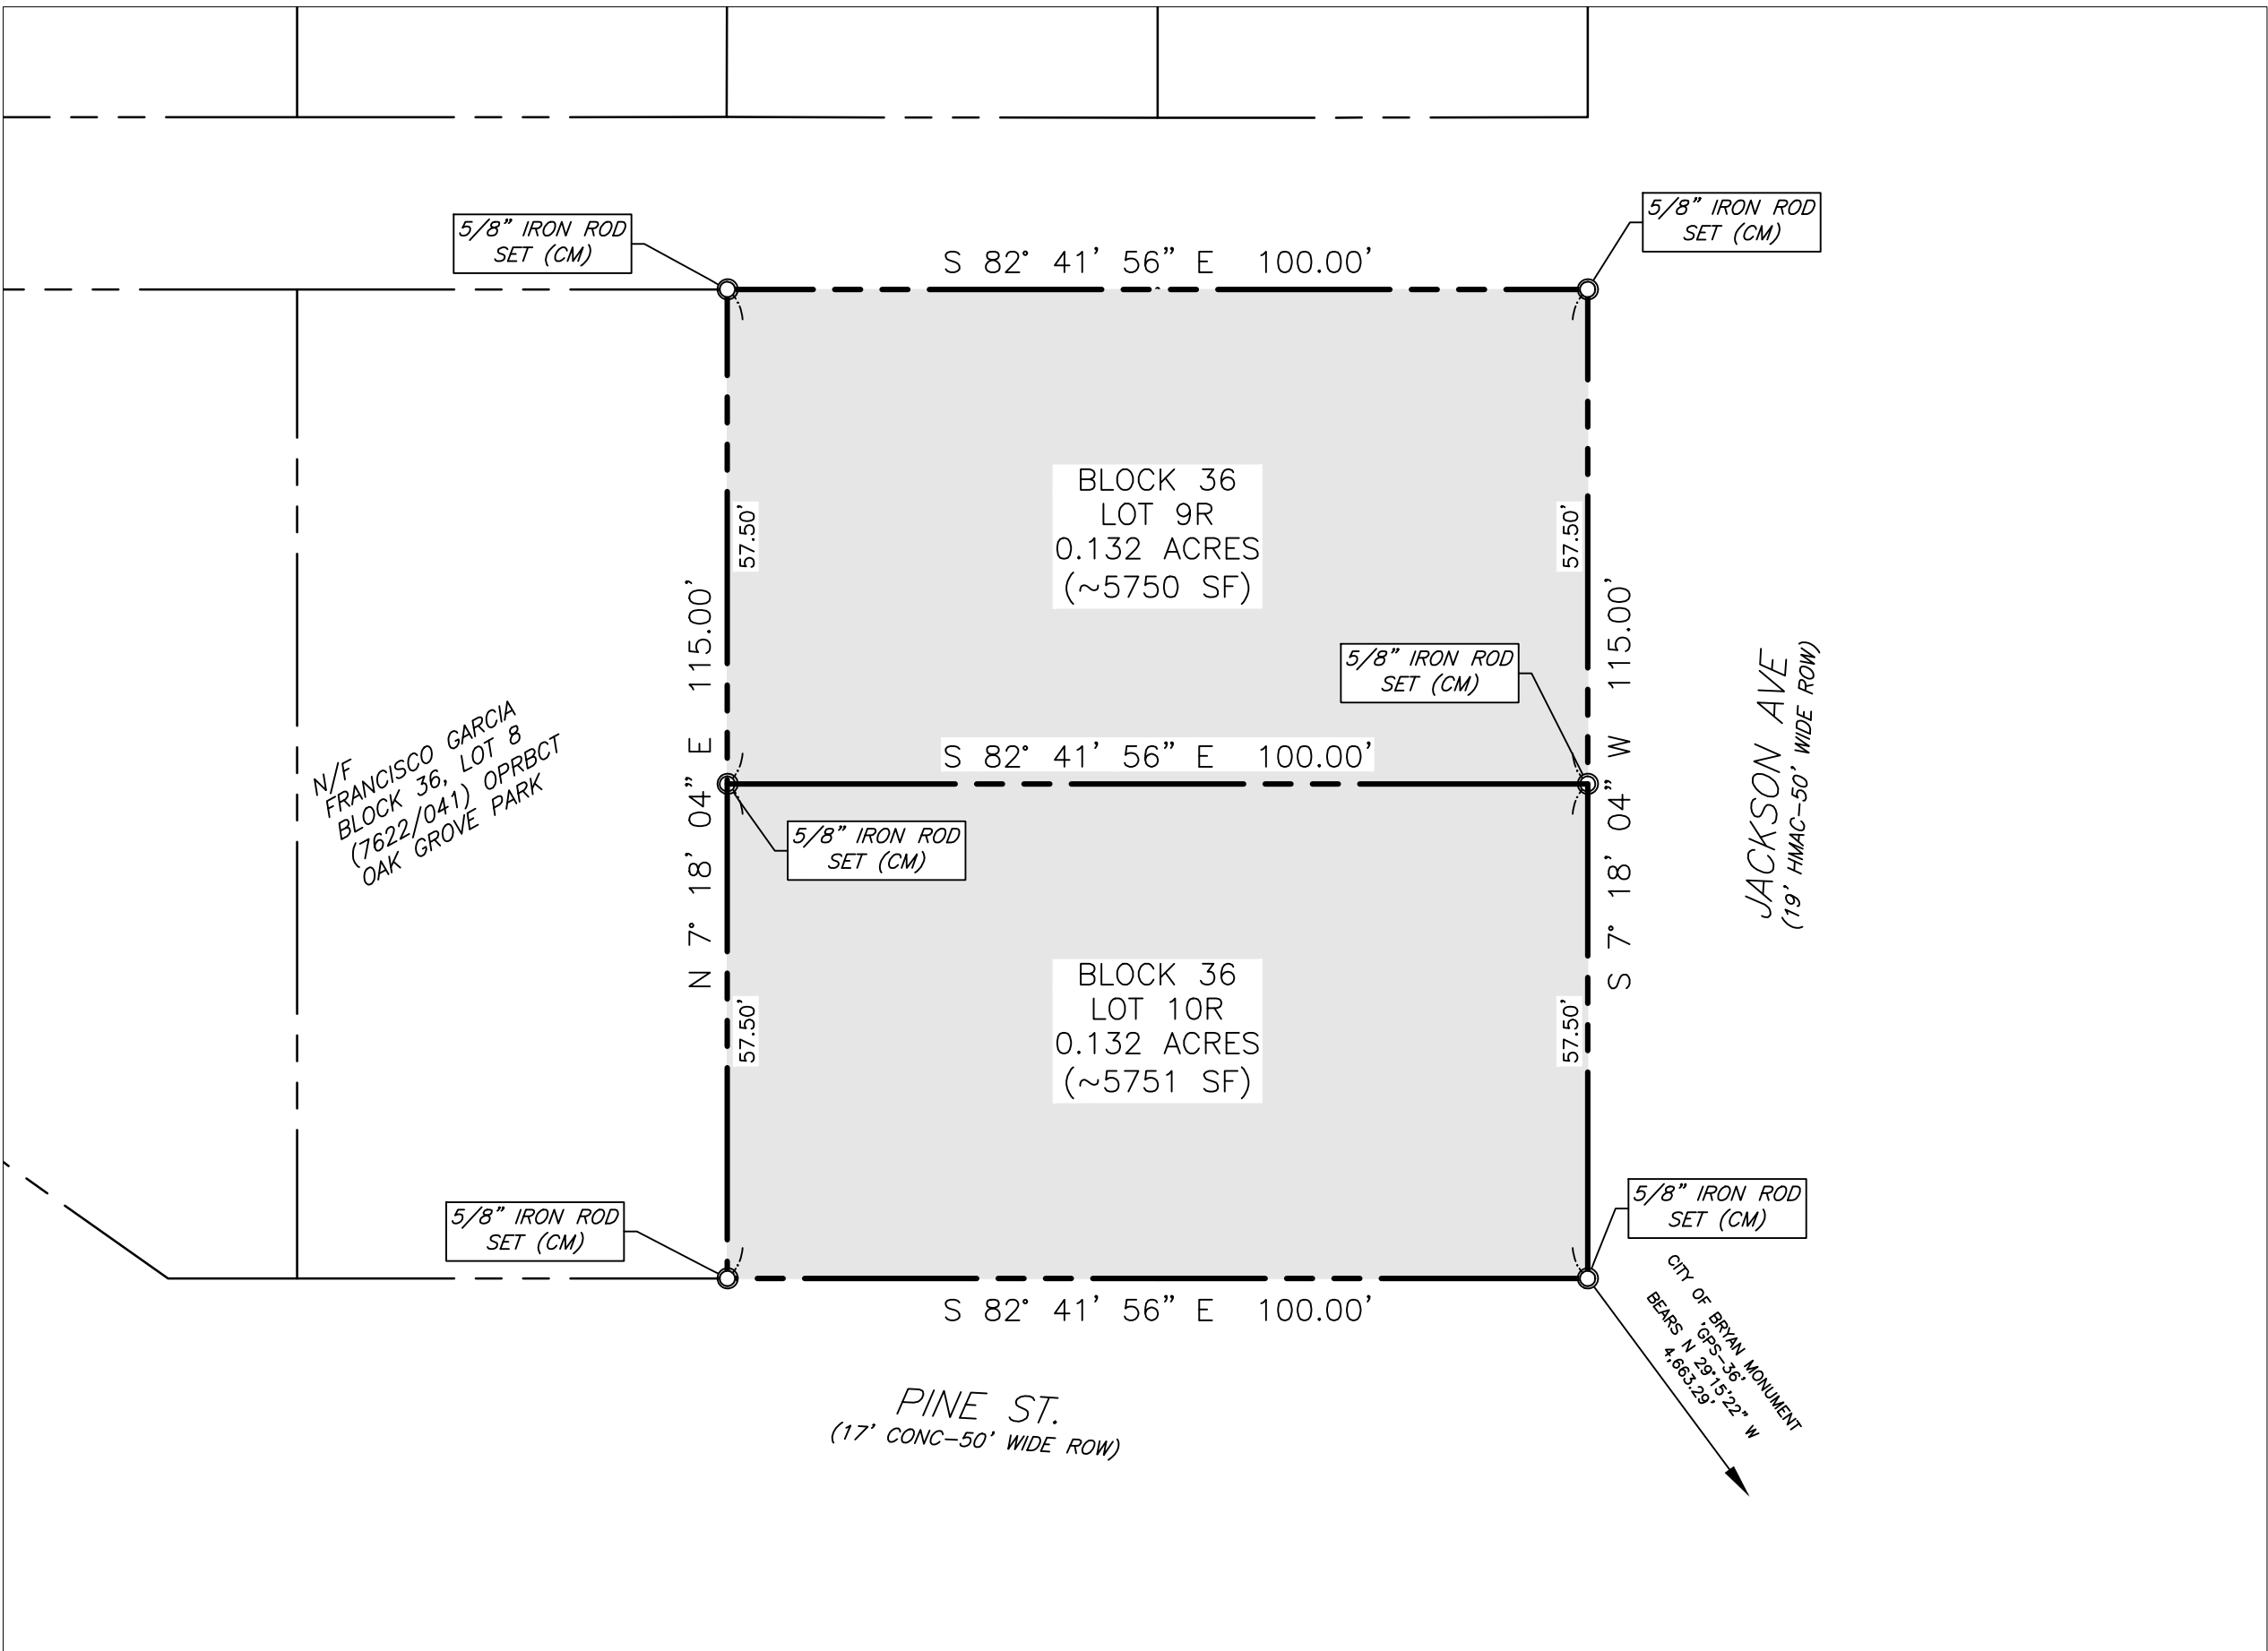 5/8" IRON ROD
SET (CM)
5/8" IRON ROD
SET (CM)
S 82° 41' 56" E 100.00'
BLOCK 36
LOT 9R
0.132 ACRES
(~5750 SF)
57.50'
57.50'
N 7° 18' 04" E 115.00'
S 7° 18' 04" W 115.00'
5/8" IRON ROD
SET (CM)
JACKSON AVE
(19' HMAC-50' WIDE ROW)
N/F
FRANCISCO GARCIA
BLOCK 36, LOT 8
(7622/041) OPRBCT
OAK GROVE PARK
S 82° 41' 56" E 100.00'
5/8" IRON ROD
SET (CM)
BLOCK 36
LOT 10R
0.132 ACRES
(~5751 SF)
57.50'
57.50'
5/8" IRON ROD
SET (CM)
5/8" IRON ROD
SET (CM)
S 82° 41' 56" E 100.00'
CITY OF BRYAN MONUMENT
'GPS-36'
BEARS N 29°15'22" W
4,663.29'
PINE ST.
(17' CONC-50' WIDE ROW)